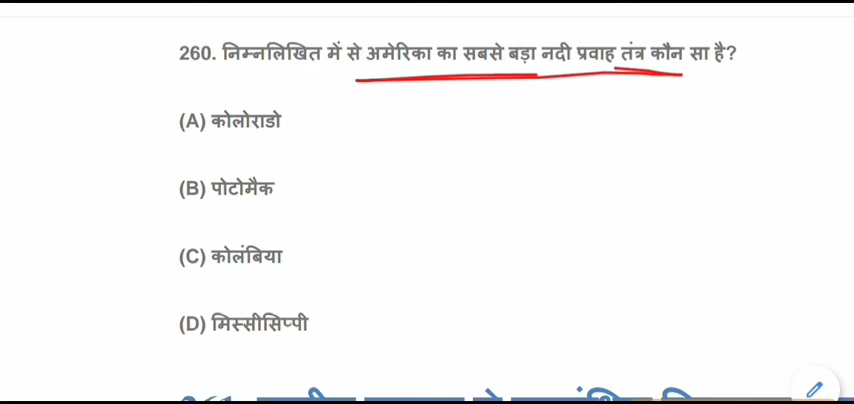 260. निम्नलिखित में से अमेरिका का सबसे बड़ा नदी प्रवाह तंत्र कौन सा है?
(A) कोलोराडो
(B) पोटोमैक
(C) कोलंबिया
(D) मिस्सीसिप्पी